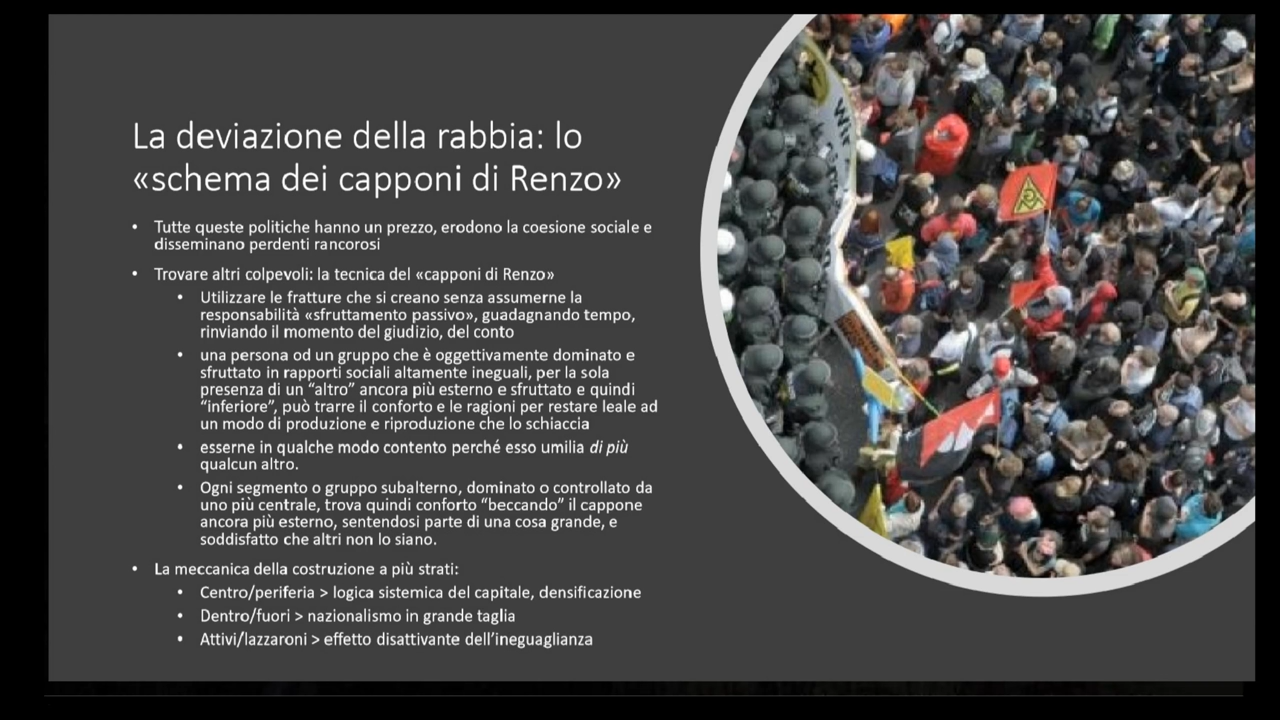 La deviazione della rabbia: lo
«schema dei capponi di Renzo»
• Tutte queste politiche hanno un prezzo, erodono la coesione sociale e
disseminano perdenti rancorosi
• Trovare altri colpevoli: la tecnica del «capponi di Renzo»
• Utilizzare le fratture che si creano senza assumerne la
responsabilità «sfruttamento passivo», guadagnando tempo,
rinviando il momento del giudizio, del conto
• una persona od un gruppo che è oggettivamente dominato e
sfruttato in rapporti sociali altamente ineguali, per la sola
presenza di un “altro” ancora più esterno e sfruttato e quindi
“inferiore”, può trarre il conforto e le ragioni per restare leale ad
un modo di produzione e riproduzione che lo schiaccia
• esserne in qualche modo contento perché esso umilia di più
qualcun altro.
• Ogni segmento o gruppo subalterno, dominato o controllato da
uno più centrale, trova quindi conforto “beccando” il cappone
ancora più esterno, sentendosi parte di una cosa grande, e
soddisfatto che altri non lo siano.
• La meccanica della costruzione a più strati:
• Centro/periferia > logica sistemica del capitale, densificazione
• Dentro/fuori > nazionalismo in grande taglia
• Attivi/lazzaroni > effetto disattivante dell’ineguaglianza
WIR